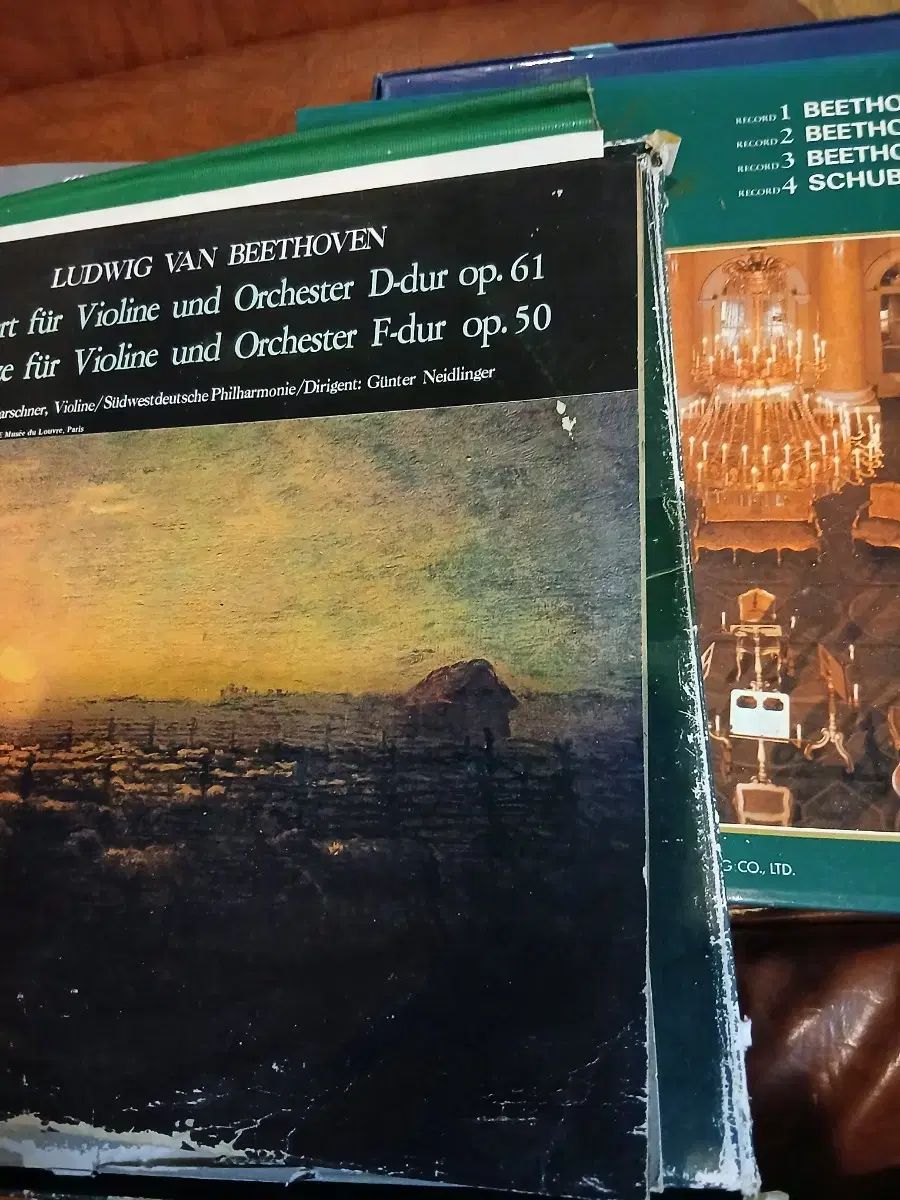 LUDWIG VAN BEETHOVEN
rt für Violine und Orchester D-dur op. 61
e für Violine und Orchester F-dur op. 50
arschner, Violine/Südwestdeutsche Philharmonie/Dirigent: Günter Neidlinger
Musée du Louvre, Paris
RECORD 1 BEETHO
RECORD 2 BEETHO
RECORD 3 BEETHO
RECORD 4 SCHUB
G CO., LTD.